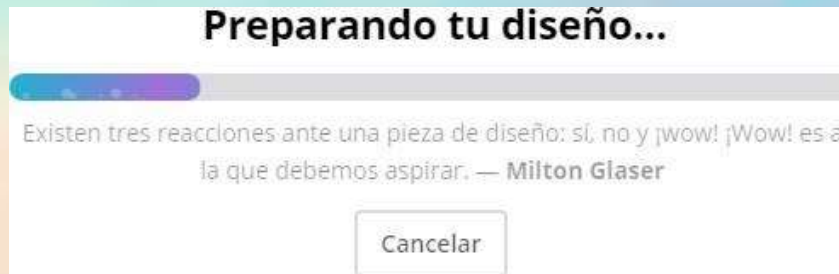 Preparando tu diseño...
Existen tres reacciones ante una pieza de diseño: sí, no y ¡wow! ¡Wow! es a
la que debemos aspirar. — Milton Glaser
Cancelar